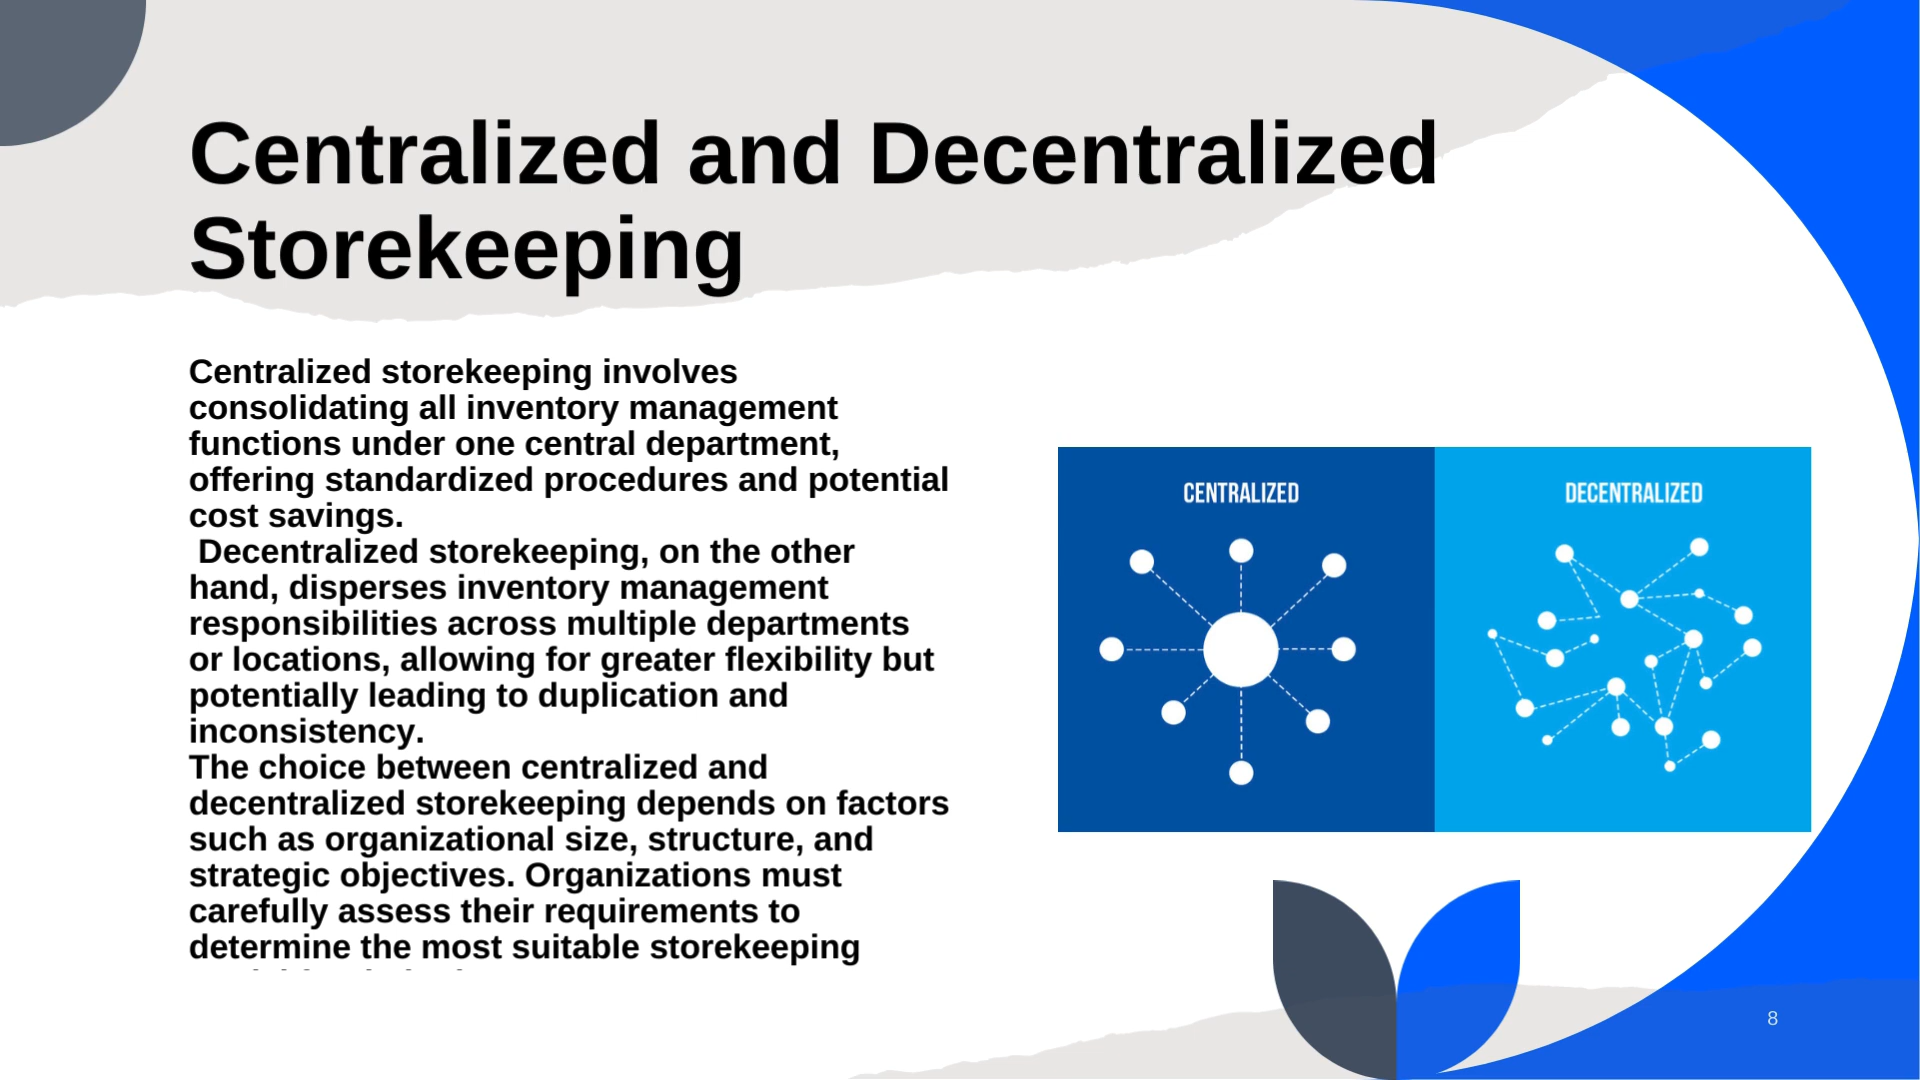 Centralized and Decentralized
Storekeeping
Centralized storekeeping involves
consolidating all inventory management
functions under one central department,
offering standardized procedures and potential
cost savings.
Decentralized storekeeping, on the other
hand, disperses inventory management
responsibilities across multiple departments
or locations, allowing for greater flexibility but
potentially leading to duplication and
inconsistency.
The choice between centralized and
decentralized storekeeping depends on factors
such as organizational size, structure, and
strategic objectives. Organizations must
carefully assess their requirements to
determine the most suitable storekeeping
CENTRALIZED
DECENTRALIZED
8